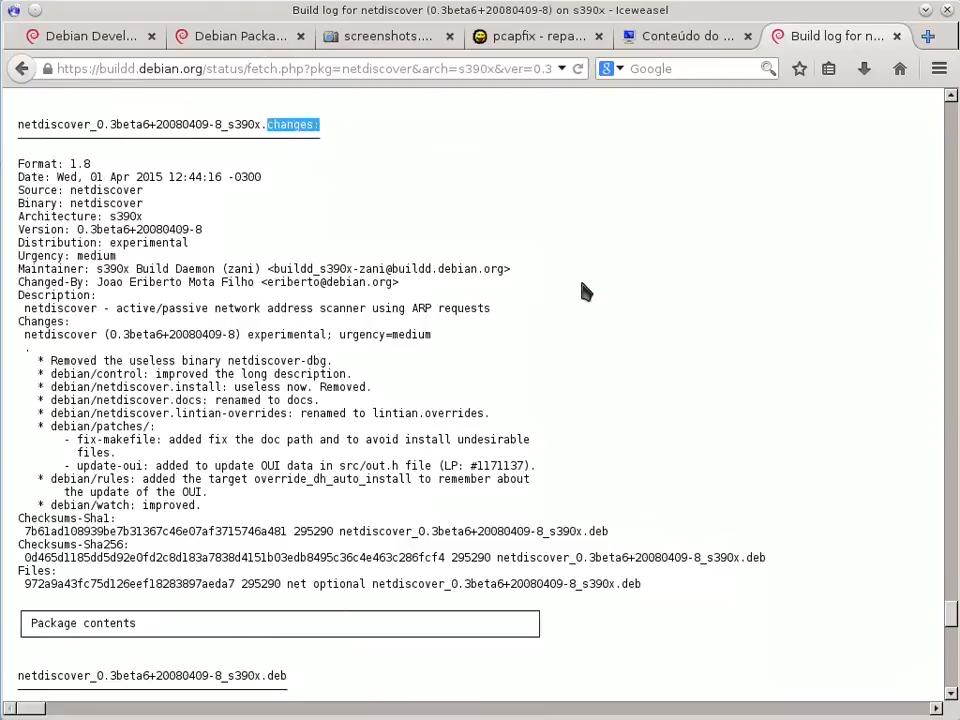 Build log for netdiscover (0.3beta6+20080409-8) on s390x - Iceweasel
Debian Devel... Debian Packa... screenshots.... pcapfix - repa... Conteúdo do ... Build log for n...
https://buildd.debian.org/status/fetch.php?pkg=netdiscover&arch=s390x&ver=0.3 Google
netdiscover_0.3beta6+20080409-8_s390x.changes:
Format: 1.8
Date: Wed, 01 Apr 2015 12:44:16 -0300
Source: netdiscover
Binary: netdiscover
Architecture: s390x
Version: 0.3beta6+20080409-8
Distribution: experimental
Urgency: medium
Maintainer: s390x Build Daemon (zani) <buildd_s390x-zani@buildd.debian.org>
Changed-By: Joao Eriberto Mota Filho <eriberto@debian.org>
Description:
netdiscover - active/passive network address scanner using ARP requests
Changes:
netdiscover (0.3beta6+20080409-8) experimental; urgency=medium
.
* Removed the useless binary netdiscover-dbg.
* debian/control: improved the long description.
* debian/netdiscover.install: useless now. Removed.
* debian/netdiscover.docs: renamed to docs.
* debian/netdiscover.lintian-overrides: renamed to lintian.overrides.
* debian/patches/:
- fix-makefile: added fix the doc path and to avoid install undesirable
files.
- update-oui: added to update OUI data in src/out.h file (LP: #1171137).
* debian/rules: added the target override_dh_auto_install to remember about
the update of the OUI.
* debian/watch: improved.
Checksums-Sha1:
7b61ad108939be7b31367c46e07af3715746a481 295290 netdiscover_0.3beta6+20080409-8_s390x.deb
Checksums-Sha256:
0d465d1185dd5d92e0fd2c8d183a7838d4151b03edb8495c36c4e463c286fcf4 295290 netdiscover_0.3beta6+20080409-8_s390x.deb
Files:
972a9a43fc75d126eef18283897aeda7 295290 net optional netdiscover_0.3beta6+20080409-8_s390x.deb
Package contents
netdiscover_0.3beta6+20080409-8_s390x.deb